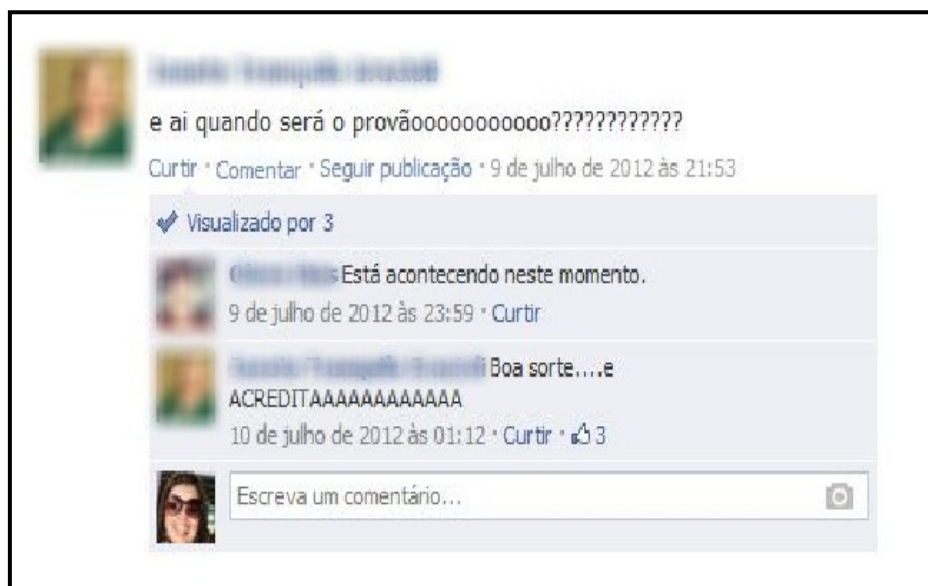 e ai quando será o provãooooooooooo????????????
Curtir · Comentar · Seguir publicação · 9 de julho de 2012 às 21:53
Visualizado por 3
Está acontecendo neste momento.
9 de julho de 2012 às 23:59 · Curtir
Boa sorte....e
ACREDITAAAAAAAAAAAA
10 de julho de 2012 às 01:12 · Curtir · 3
Escreva um comentário...